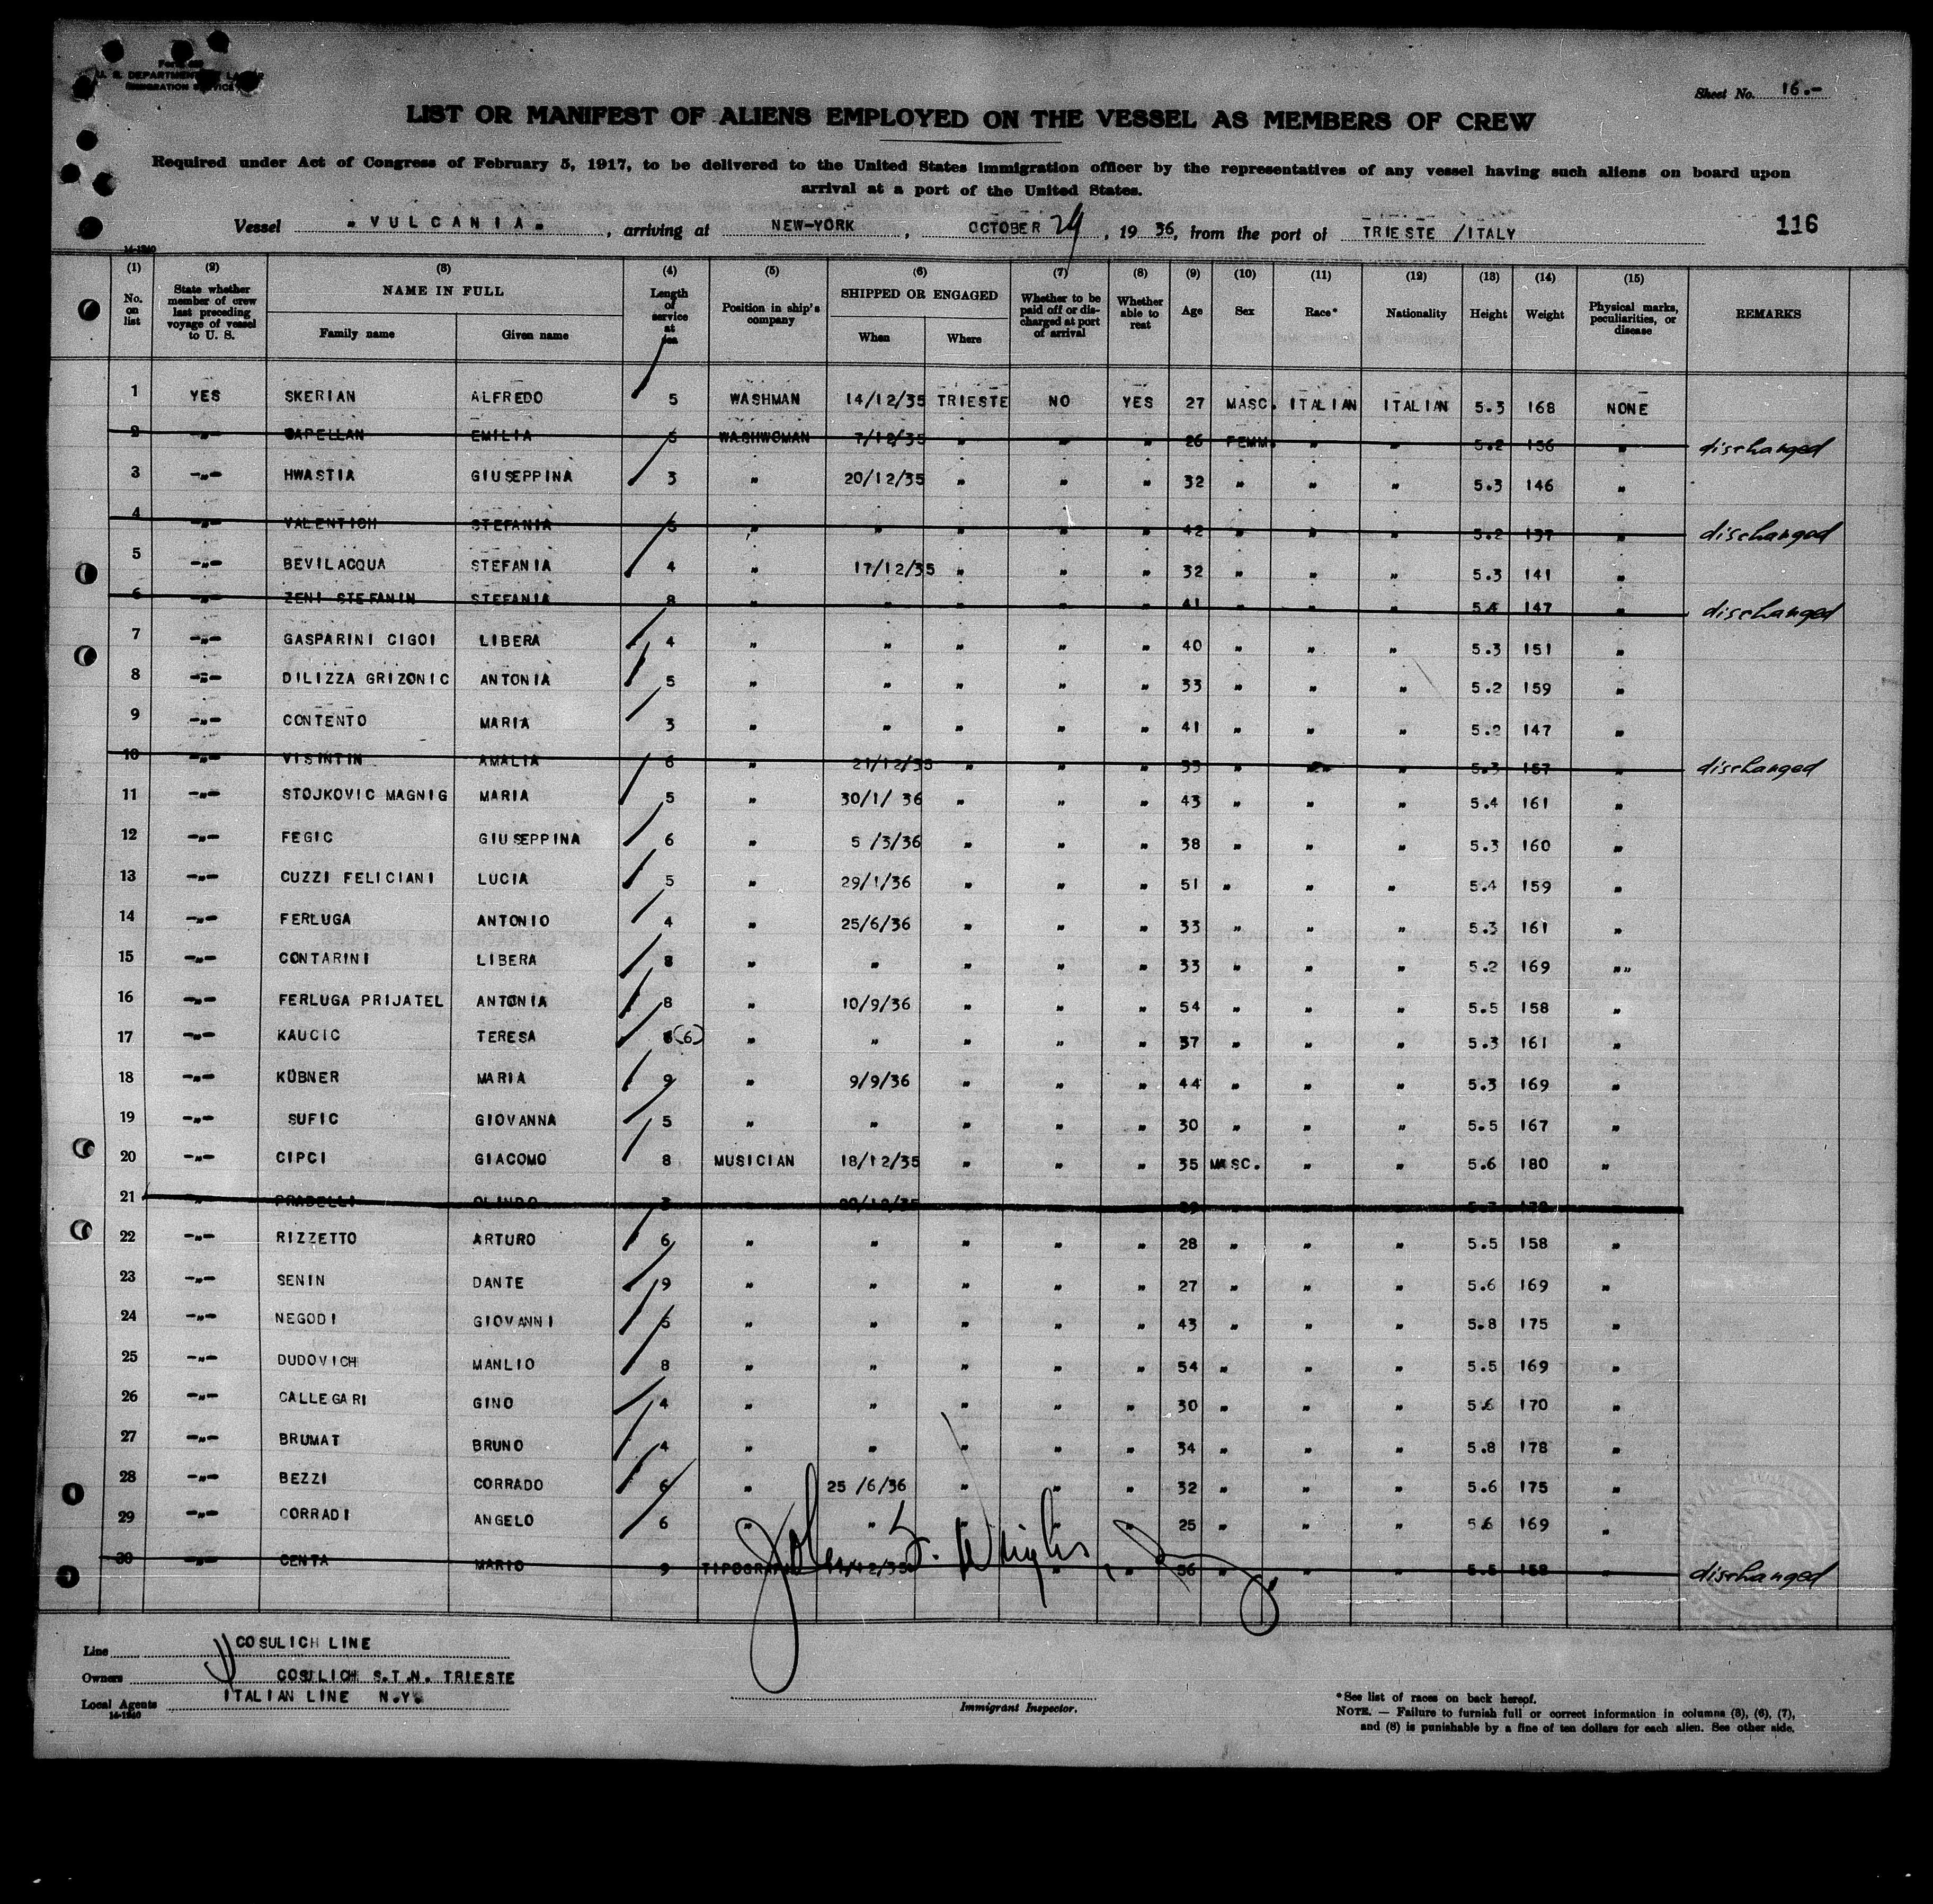 Sheet No. 16.-
U. S. DEPARTMENT LABOR
IMMIGRATION SERVICE
LIST OR MANIFEST OF ALIENS EMPLOYED ON THE VESSEL AS MEMBERS OF CREW
Required under Act of Congress of February 5, 1917, to be delivered to the United States immigration officer by the representatives of any vessel having such aliens on board upon
arrival at a port of the United States.
Vessel "VULCANIA", arriving at NEW-YORK, OCTOBER 29, 1936, from the port of TRIESTE /ITALY 116
14-1240
(1) No. on list (2) State whether member of crew last preceding voyage of vessel to U. S. (3) NAME IN FULL Family name Given name (4) Length of service at sea (5) Position in ship's company (6) SHIPPED OR ENGAGED When Where (7) Whether to be paid off or discharged at port of arrival (8) Whether able to read (9) Age (10) Sex (11) Race* (12) Nationality (13) Height (14) Weight (15) Physical marks, peculiarities, or disease REMARKS
1 YES SKERIAN ALFREDO 5 WASHMAN 14/12/35 TRIESTE NO YES 27 MASC. ITALIAN ITALIAN 5.3 168 NONE
2 -"- CAPELLAN EMILIA 5 WASHWOMAN 7/12/35 " " " 26 FEMM. " " 5.2 156 " discharged
3 -"- HWASTIA GIUSEPPINA 3 " 20/12/35 " " " 32 " " " 5.3 146 "
4 -"- VALENTICH STEFANIA 5 " " " " " 42 " " " 5.2 137 " discharged
5 -"- BEVILACQUA STEFANIA 4 " 17/12/35 " " " 32 " " " 5.3 141 "
6 -"- ZENI STEFANIN STEFANIA 8 " " " " " 41 " " " 5.4 147 " discharged
7 -"- GASPARINI CIGOI LIBERA 4 " " " " " 40 " " " 5.3 151 "
8 -"- DILIZZA GRIZONIC ANTONIA 5 " " " " " 33 " " " 5.2 159 "
9 -"- CONTENTO MARIA 3 " " " " " 41 " " " 5.2 147 "
10 -"- VISINTIN AMALIA 6 " 21/12/35 " " " 33 " " " 5.3 157 " discharged
11 -"- STOJKOVIC MAGNIG MARIA 5 " 30/1/ 36 " " " 43 " " " 5.4 161 "
12 -"- FEGIC GIUSEPPINA 6 " 5 /3/36 " " " 38 " " " 5.3 160 "
13 -"- CUZZI FELICIANI LUCIA 5 " 29/1/36 " " " 51 " " " 5.4 159 "
14 -"- FERLUGA ANTONIO 4 " 25/6/36 " " " 33 " " " 5.3 161 "
15 -"- CONTARINI LIBERA 8 " " " " " 33 " " " 5.2 169 ""
16 -"- FERLUGA PRIJATEL ANTONIA 8 " 10/9/36 " " " 54 " " " 5.5 158 "
17 -"- KAUCIC TERESA (6) " " " " " 37 " " " 5.3 161 "
18 -"- KÜBNER MARIA 9 " 9/9/36 " " " 44 " " " 5.3 169 "
19 -"- SUFIC GIOVANNA 5 " " " " " 30 " " " 5.5 167 "
20 -"- CIPCI GIACOMO 8 MUSICIAN 18/12/35 " " " 35 MASC. " " 5.6 180 "
21 " PRADELLI OLINDO 3
22 -"- RIZZETTO ARTURO 6 " " " " " 28 " " " 5.5 158 "
23 -"- SENIN DANTE 9 " " " " " 27 " " " 5.6 169 "
24 -"- NEGODI GIOVANNI 5 " " " " " 43 " " " 5.8 175 "
25 -"- DUDOVICH MANLIO 8 " " " " " 54 " " " 5.5 169 "
26 -"- CALLEGARI GINO 4 " " " " " 30 " " " 5.6 170 "
27 -"- BRUMAT BRUNO 4 " " " " " 34 " " " 5.8 178 "
28 -"- BEZZI CORRADO 6 " 25 /6/36 " " " 32 " " " 5.6 175 "
29 -"- CORRADI ANGELO 6 " " " " " 25 " " " 5.6 169 "
30 -"- CENTA MARIO 9 " " 36 " " " 5.5 158 " discharged
Line COSULICH LINE
Owners COSULICH S.T.N. TRIESTE
Local Agents ITALIAN LINE N.Y.
14-1240
Immigrant Inspector.
*See list of races on back hereof.
NOTE. — Failure to furnish full or correct information in columns (3), (6), (7),
and (8) is punishable by a fine of ten dollars for each alien. See other side.